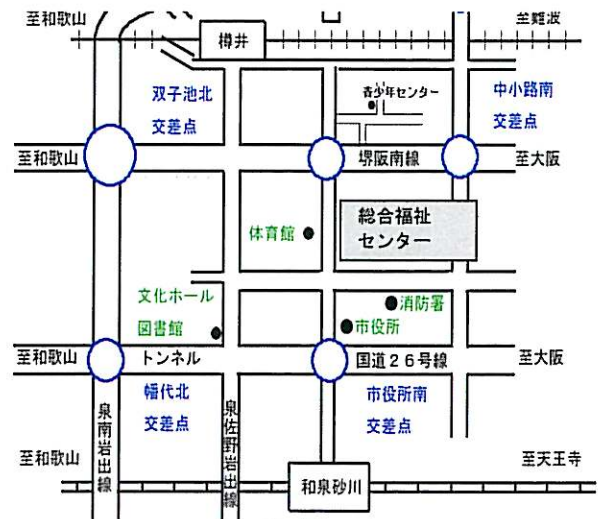 至和歌山
樽井
至難波
双子池北
交差点
青少年センター
中小路南
交差点
至和歌山
堺阪南線
至大阪
総合福祉
センター
体育館
文化ホール
図書館
消防署
市役所
至和歌山
トンネル
国道26号線
至大阪
幡代北
交差点
市役所南
交差点
泉南岩出線
泉佐野岩出線
至和歌山
和泉砂川
至天王寺